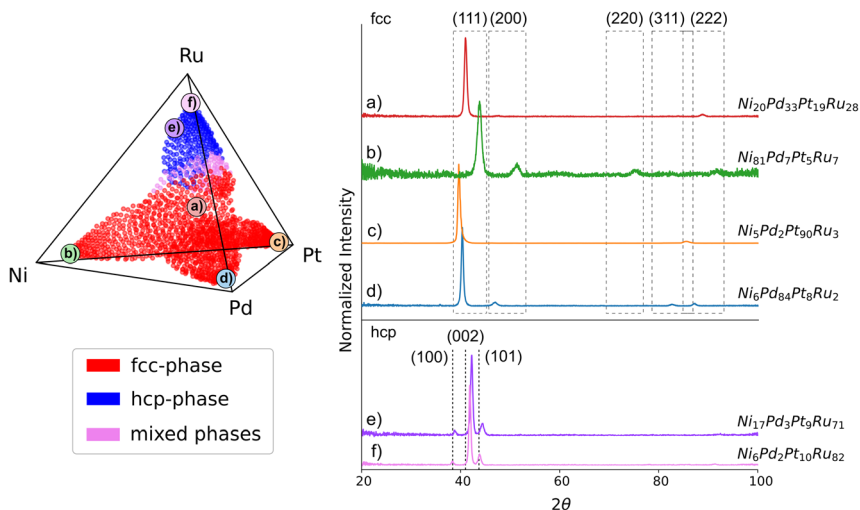 Ru
f)
e)
a)
b)
c)
d)
Ni
Pt
Pd
fcc-phase
hcp-phase
mixed phases
fcc
(111) (200) (220) (311) (222)
a) Ni20Pd33Pt19Ru28
b) Ni81Pd7Pt5Ru7
c) Ni5Pd2Pt90Ru3
d) Ni6Pd84Pt8Ru2
hcp
(002)
(100) (101)
e) Ni17Pd3Pt9Ru71
f) Ni6Pd2Pt10Ru82
20 40 60 80 100
2θ
Normalized Intensity